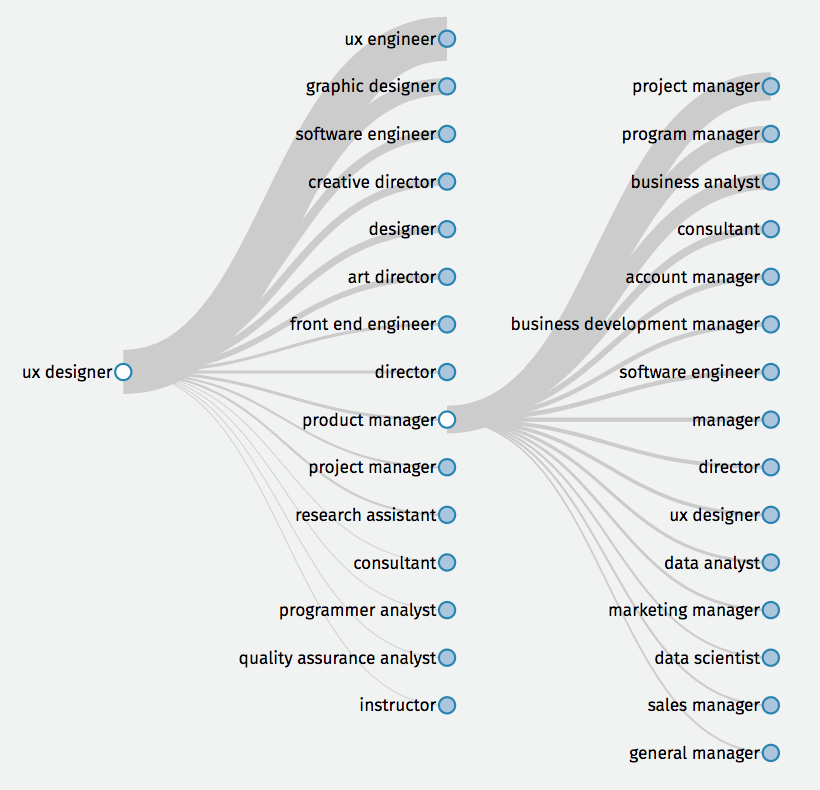 ux designer
ux engineer
graphic designer
software engineer
creative director
designer
art director
front end engineer
director
product manager
project manager
research assistant
consultant
programmer analyst
quality assurance analyst
instructor
project manager
program manager
business analyst
consultant
account manager
business development manager
software engineer
manager
director
ux designer
data analyst
marketing manager
data scientist
sales manager
general manager